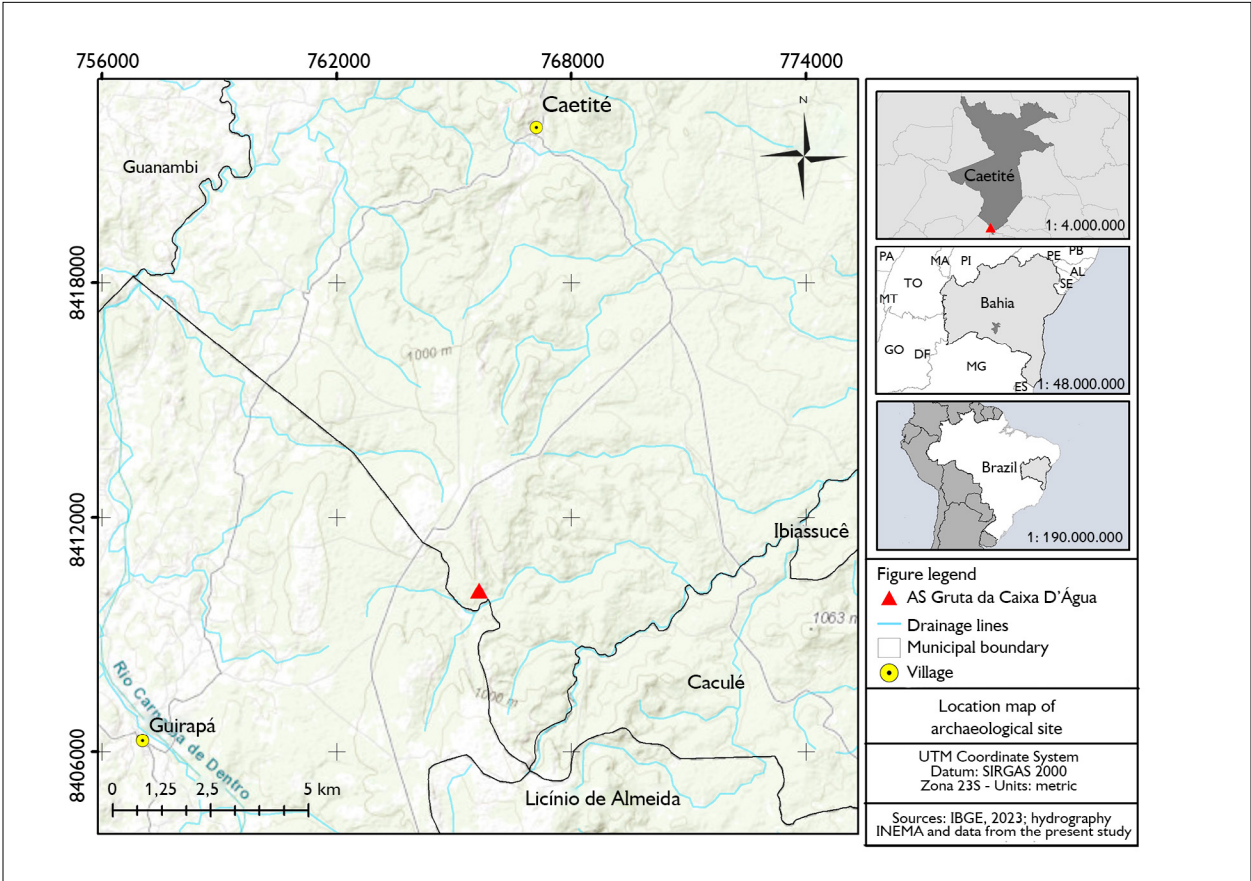 756000
762000
768000
774000
8418000
8412000
8406000
Caetité
N
Guanambi
1000 m
Ibiassucê
1063 m
1000 m
Caculé
Rio Carnaíba de Dentro
Guirapá
Licínio de Almeida
0 1,25 2,5 5 km
Caetité
1: 4.000.000
PA
MA
PI
PE
PB
TO
AL
SE
MT
Bahia
GO
DF
MG
ES
1: 48.000.000
Brazil
1: 190.000.000
Figure legend
AS Gruta da Caixa D'Água
Drainage lines
Municipal boundary
Village
Location map of
archaeological site
UTM Coordinate System
Datum: SIRGAS 2000
Zona 23S - Units: metric
Sources: IBGE, 2023; hydrography
INEMA and data from the present study